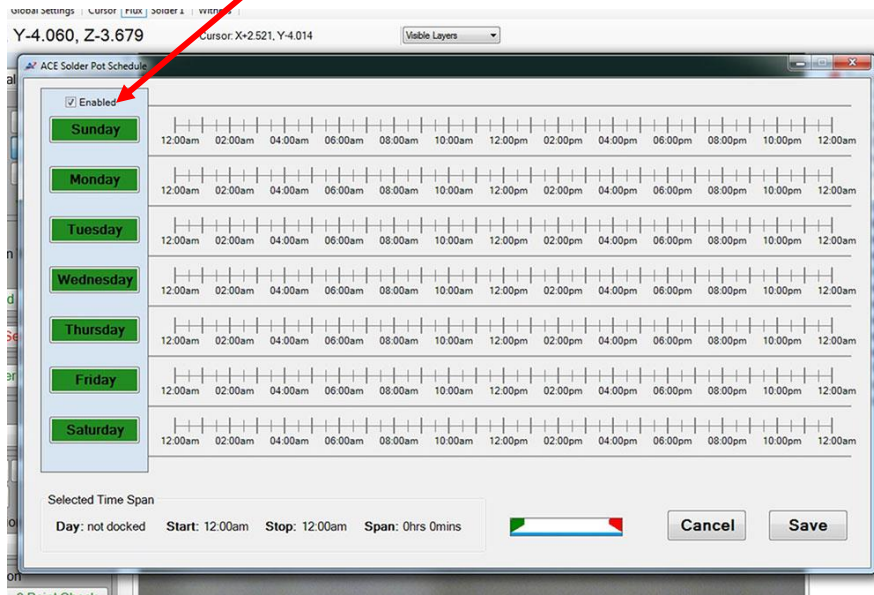 Global Settings Cursor Flux Solder 1 Witness
Y-4.060, Z-3.679 Cursor: X+2.521, Y-4.014 Visible Layers
ACE Solder Pot Schedule
Enabled
Sunday
12:00am 02:00am 04:00am 06:00am 08:00am 10:00am 12:00pm 02:00pm 04:00pm 06:00pm 08:00pm 10:00pm 12:00am
Monday
12:00am 02:00am 04:00am 06:00am 08:00am 10:00am 12:00pm 02:00pm 04:00pm 06:00pm 08:00pm 10:00pm 12:00am
Tuesday
12:00am 02:00am 04:00am 06:00am 08:00am 10:00am 12:00pm 02:00pm 04:00pm 06:00pm 08:00pm 10:00pm 12:00am
Wednesday
12:00am 02:00am 04:00am 06:00am 08:00am 10:00am 12:00pm 02:00pm 04:00pm 06:00pm 08:00pm 10:00pm 12:00am
Thursday
12:00am 02:00am 04:00am 06:00am 08:00am 10:00am 12:00pm 02:00pm 04:00pm 06:00pm 08:00pm 10:00pm 12:00am
Friday
12:00am 02:00am 04:00am 06:00am 08:00am 10:00am 12:00pm 02:00pm 04:00pm 06:00pm 08:00pm 10:00pm 12:00am
Saturday
12:00am 02:00am 04:00am 06:00am 08:00am 10:00am 12:00pm 02:00pm 04:00pm 06:00pm 08:00pm 10:00pm 12:00am
Selected Time Span
Day: not docked Start: 12:00am Stop: 12:00am Span: 0hrs 0mins Cancel Save